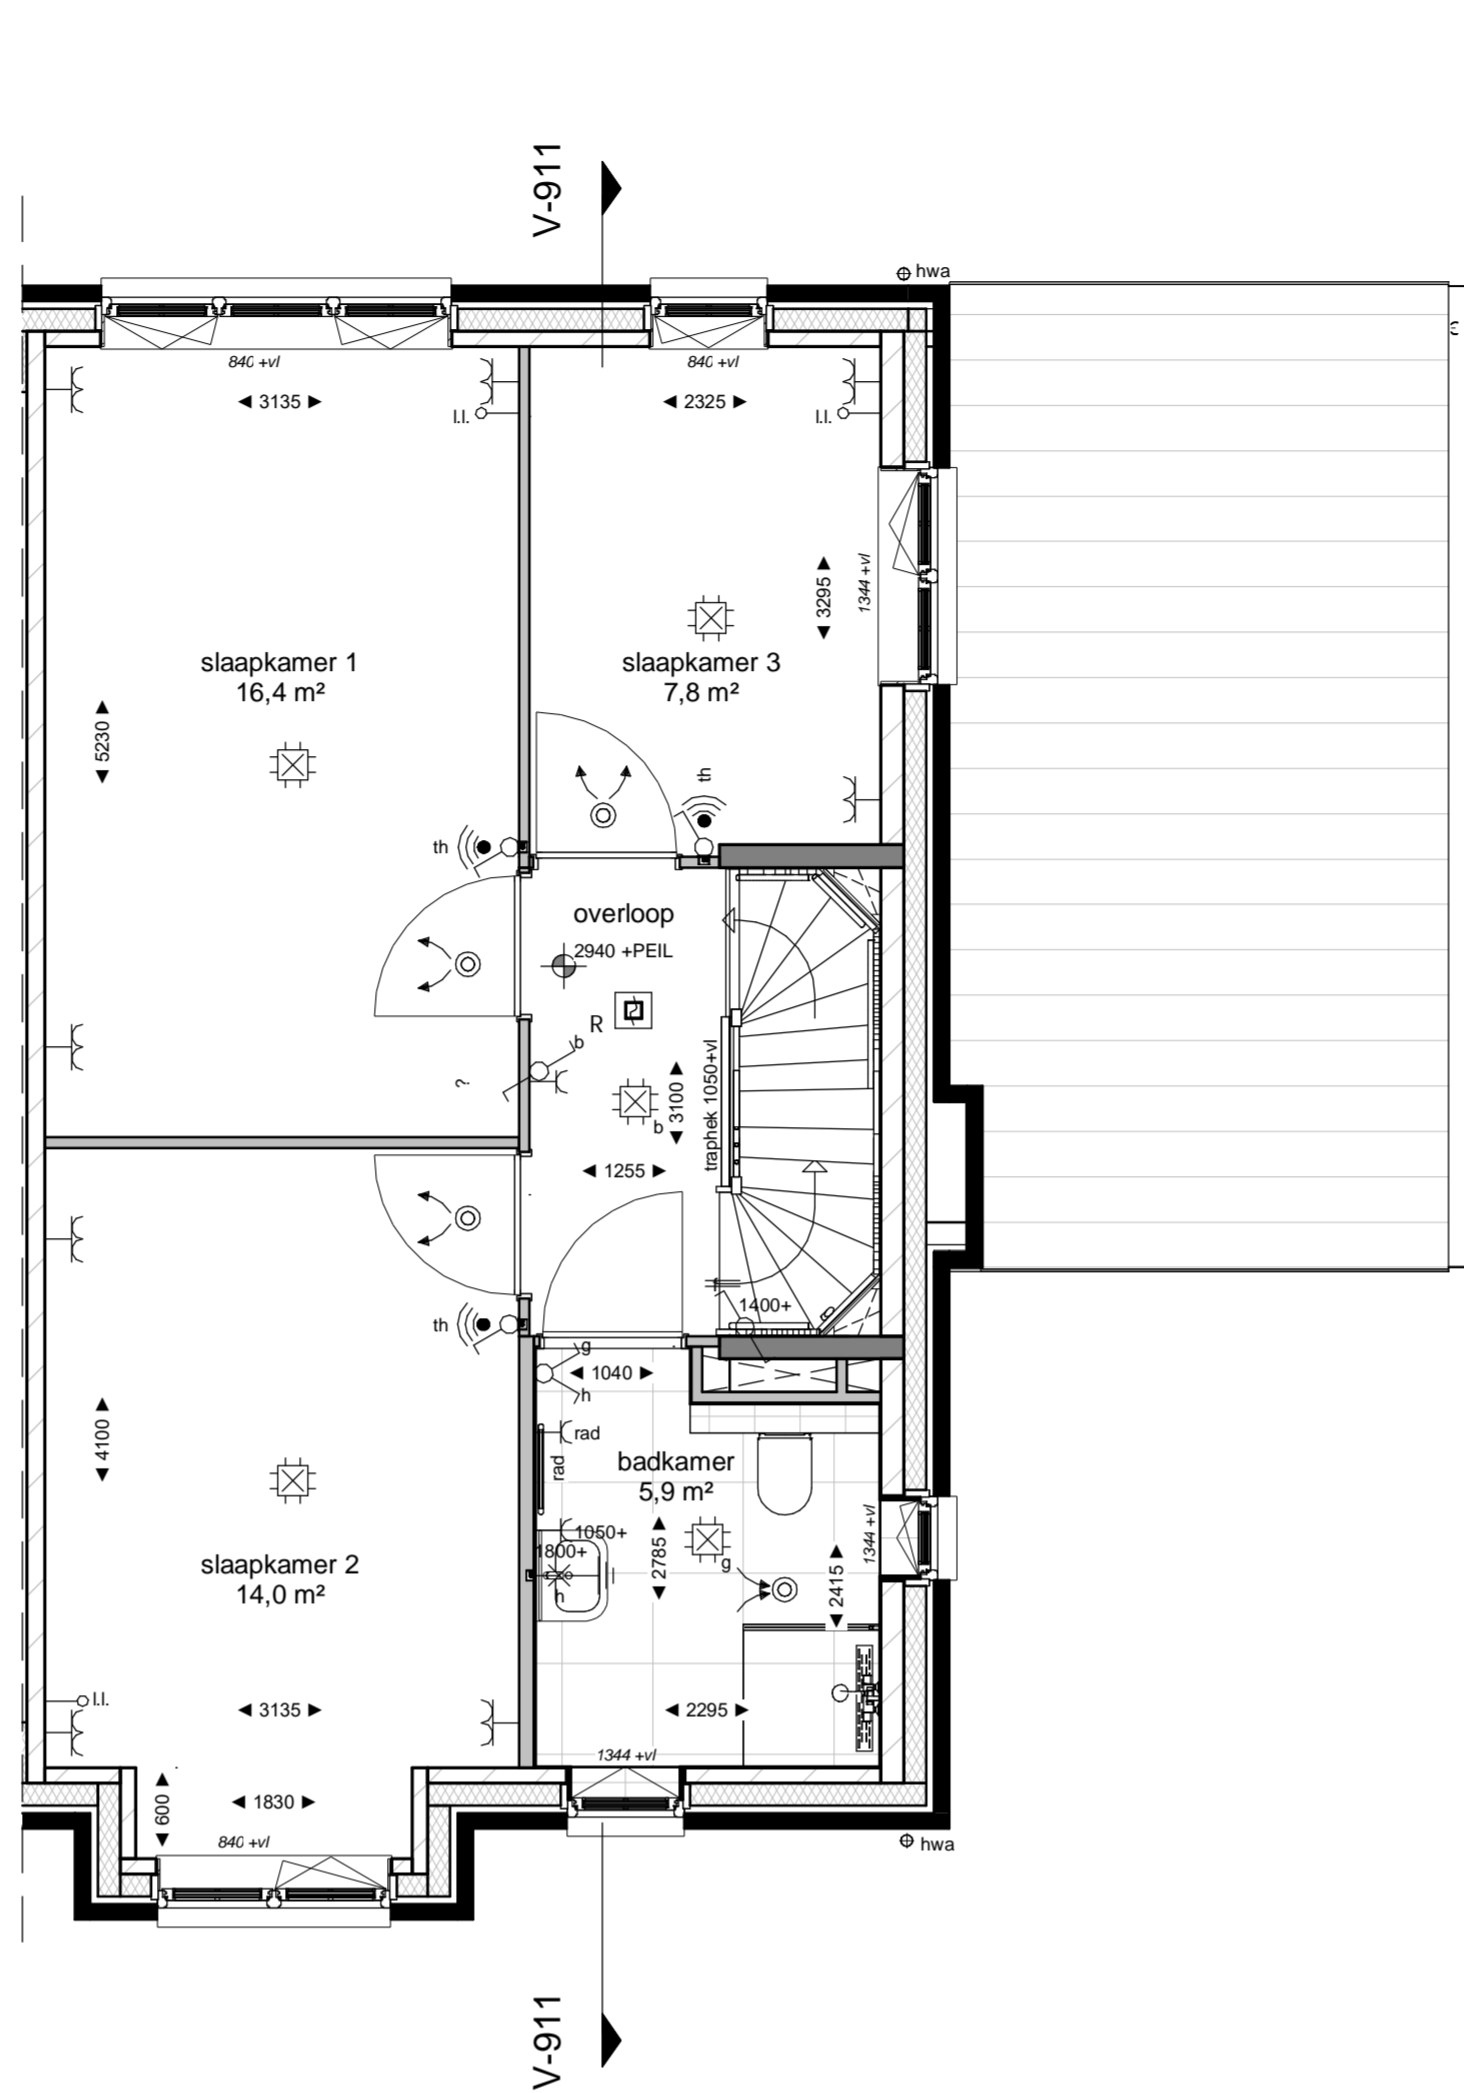 V-911
hwa
840 +vl
840 +vl
3135
l.l.
2325
l.l.
3295
1344 +vl
slaapkamer 1
16,4 m²
slaapkamer 3
7,8 m²
5230
th
th
overloop
2940 +PEIL
R
b
?
b
3100
traphek 1050+vl
1255
1400+
th
g
1040
h
rad
rad
4100
badkamer
5,9 m²
1050+
1800+
h
2785
g
2415
1344 +vl
slaapkamer 2
14,0 m²
l.l.
3135
2295
1344 +vl
600
1830
840 +vl
hwa
V-911